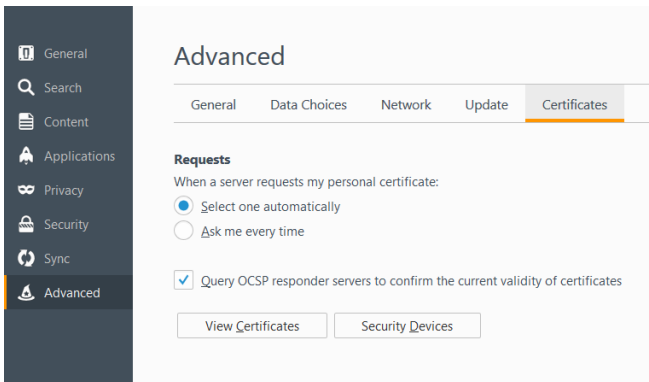 General
Search
Content
Applications
Privacy
Security
Sync
Advanced
Advanced
General Data Choices Network Update Certificates
Requests
When a server requests my personal certificate:
Select one automatically
Ask me every time
Query OCSP responder servers to confirm the current validity of certificates
View Certificates Security Devices